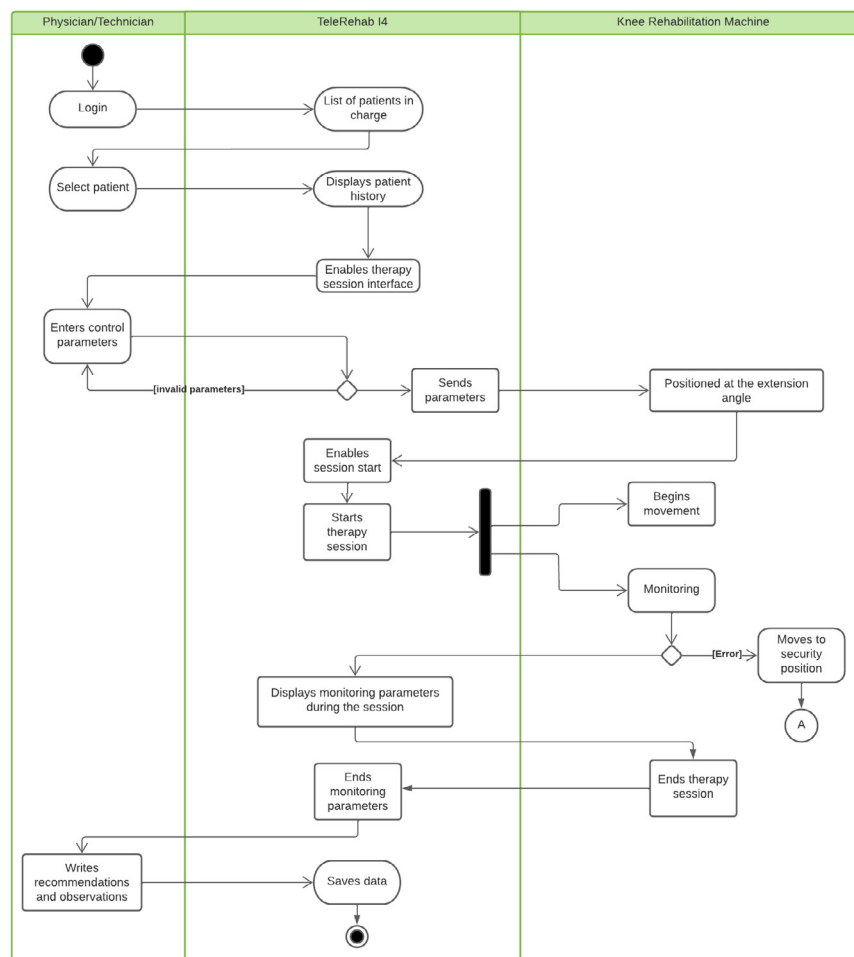 Physician/Technician
TeleRehab I4
Knee Rehabilitation Machine
Login
List of patients in
charge
Select patient
Displays patient
history
Enables therapy
session interface
Enters control
parameters
[invalid parameters]
Sends
parameters
Positioned at the extension
angle
Enables
session start
Starts
therapy
session
Begins
movement
Monitoring
[Error]
Moves to
security
position
A
Displays monitoring parameters
during the session
Ends therapy
session
Ends
monitoring
parameters
Writes
recommendations
and observations
Saves data